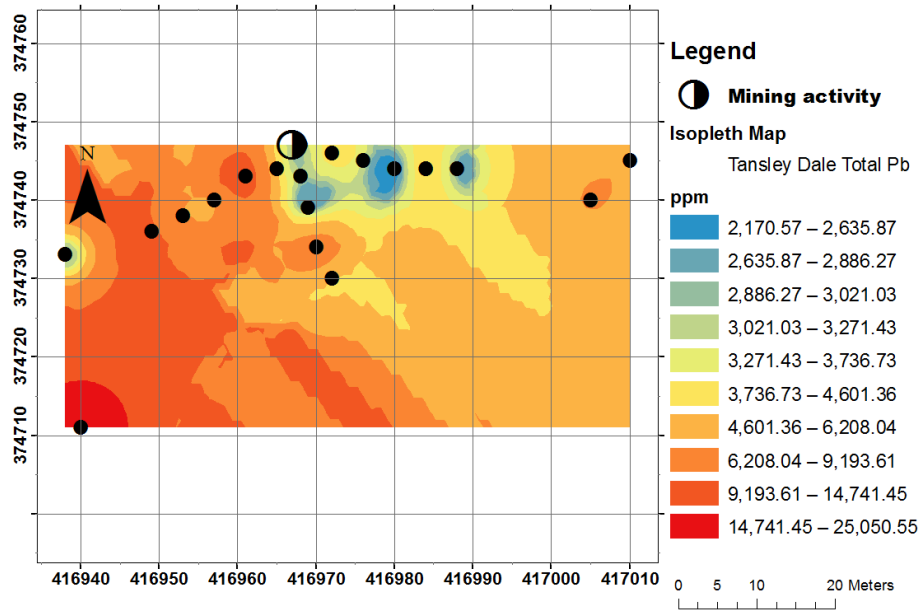 374760
374750
374740
374730
374720
374710
N
416940 416950 416960 416970 416980 416990 417000 417010
Legend
Mining activity
Isopleth Map
Tansley Dale Total Pb
ppm
2,170.57 – 2,635.87
2,635.87 – 2,886.27
2,886.27 – 3,021.03
3,021.03 – 3,271.43
3,271.43 – 3,736.73
3,736.73 – 4,601.36
4,601.36 – 6,208.04
6,208.04 – 9,193.61
9,193.61 – 14,741.45
14,741.45 – 25,050.55
0 5 10 20 Meters